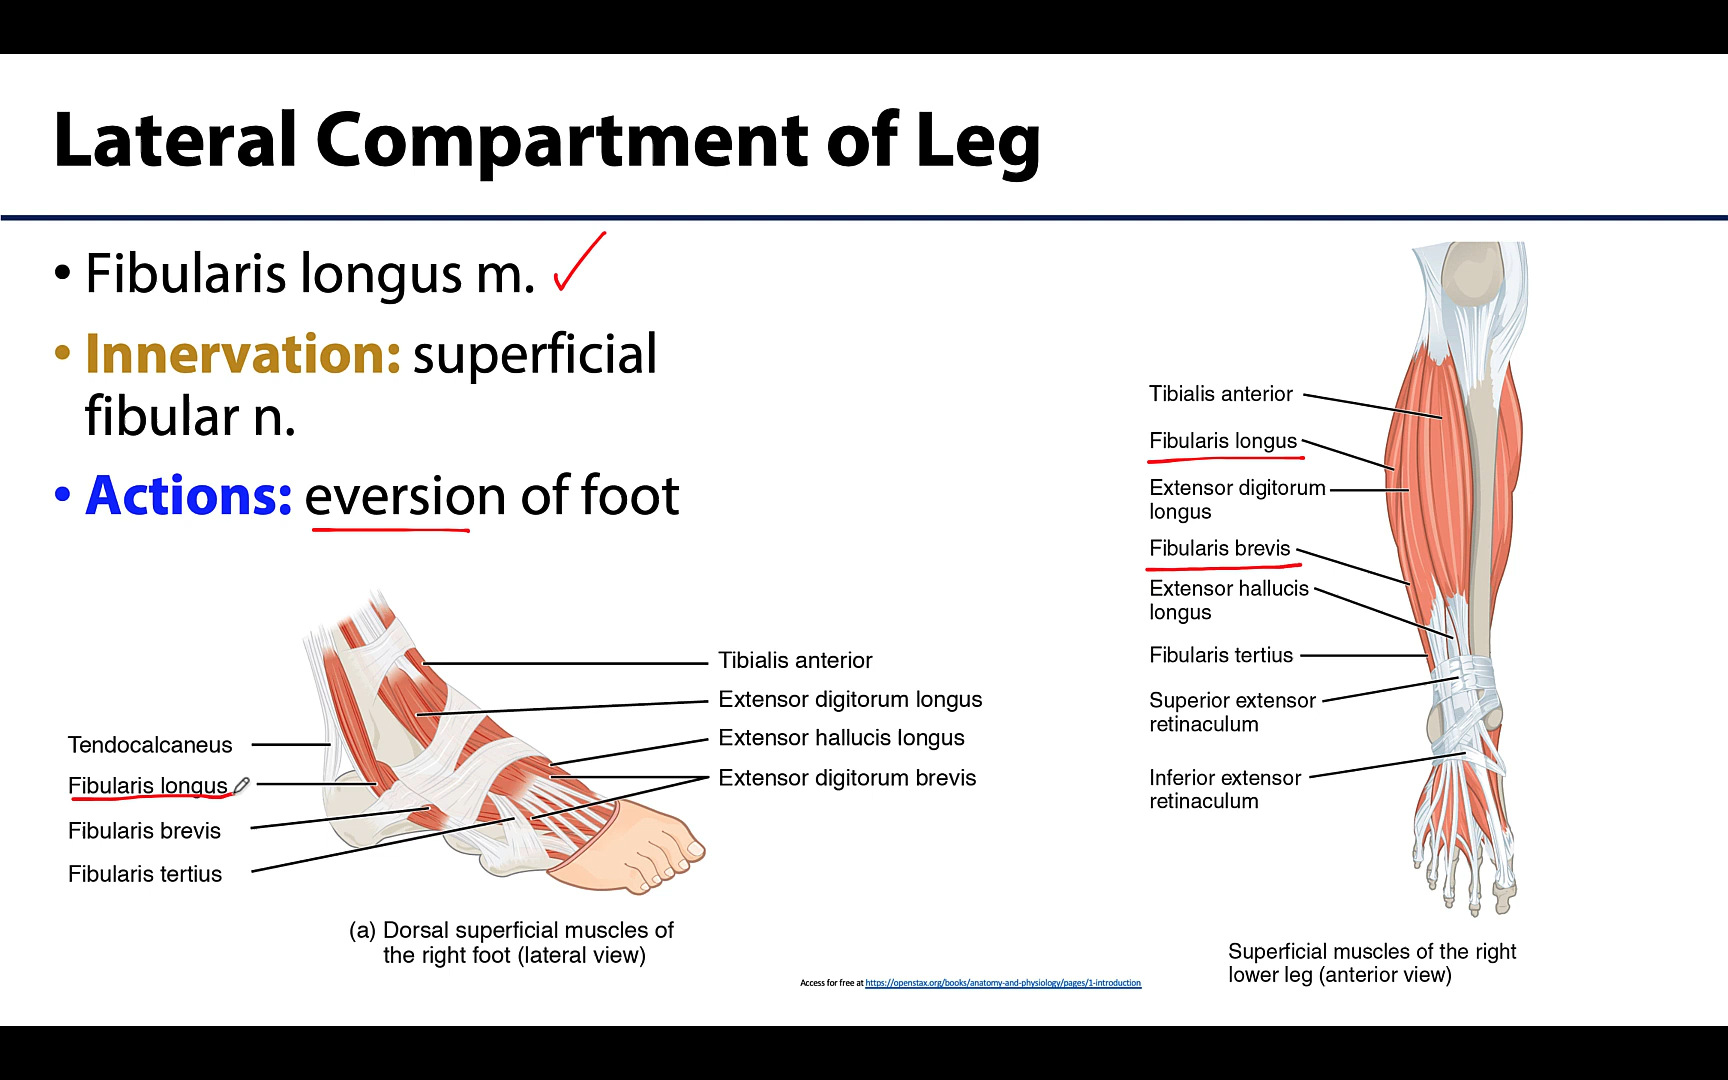 Lateral Compartment of Leg
• Fibularis longus m.
• Innervation: superficial
fibular n.
• Actions: eversion of foot
Tibialis anterior
Extensor digitorum longus
Extensor hallucis longus
Extensor digitorum brevis
Tendocalcaneus
Fibularis longus
Fibularis brevis
Fibularis tertius
(a) Dorsal superficial muscles of
the right foot (lateral view)
Tibialis anterior
Fibularis longus
Extensor digitorum
longus
Fibularis brevis
Extensor hallucis
longus
Fibularis tertius
Superior extensor
retinaculum
Inferior extensor
retinaculum
Superficial muscles of the right
lower leg (anterior view)
Access for free at https://openstax.org/books/anatomy-and-physiology/pages/1-introduction